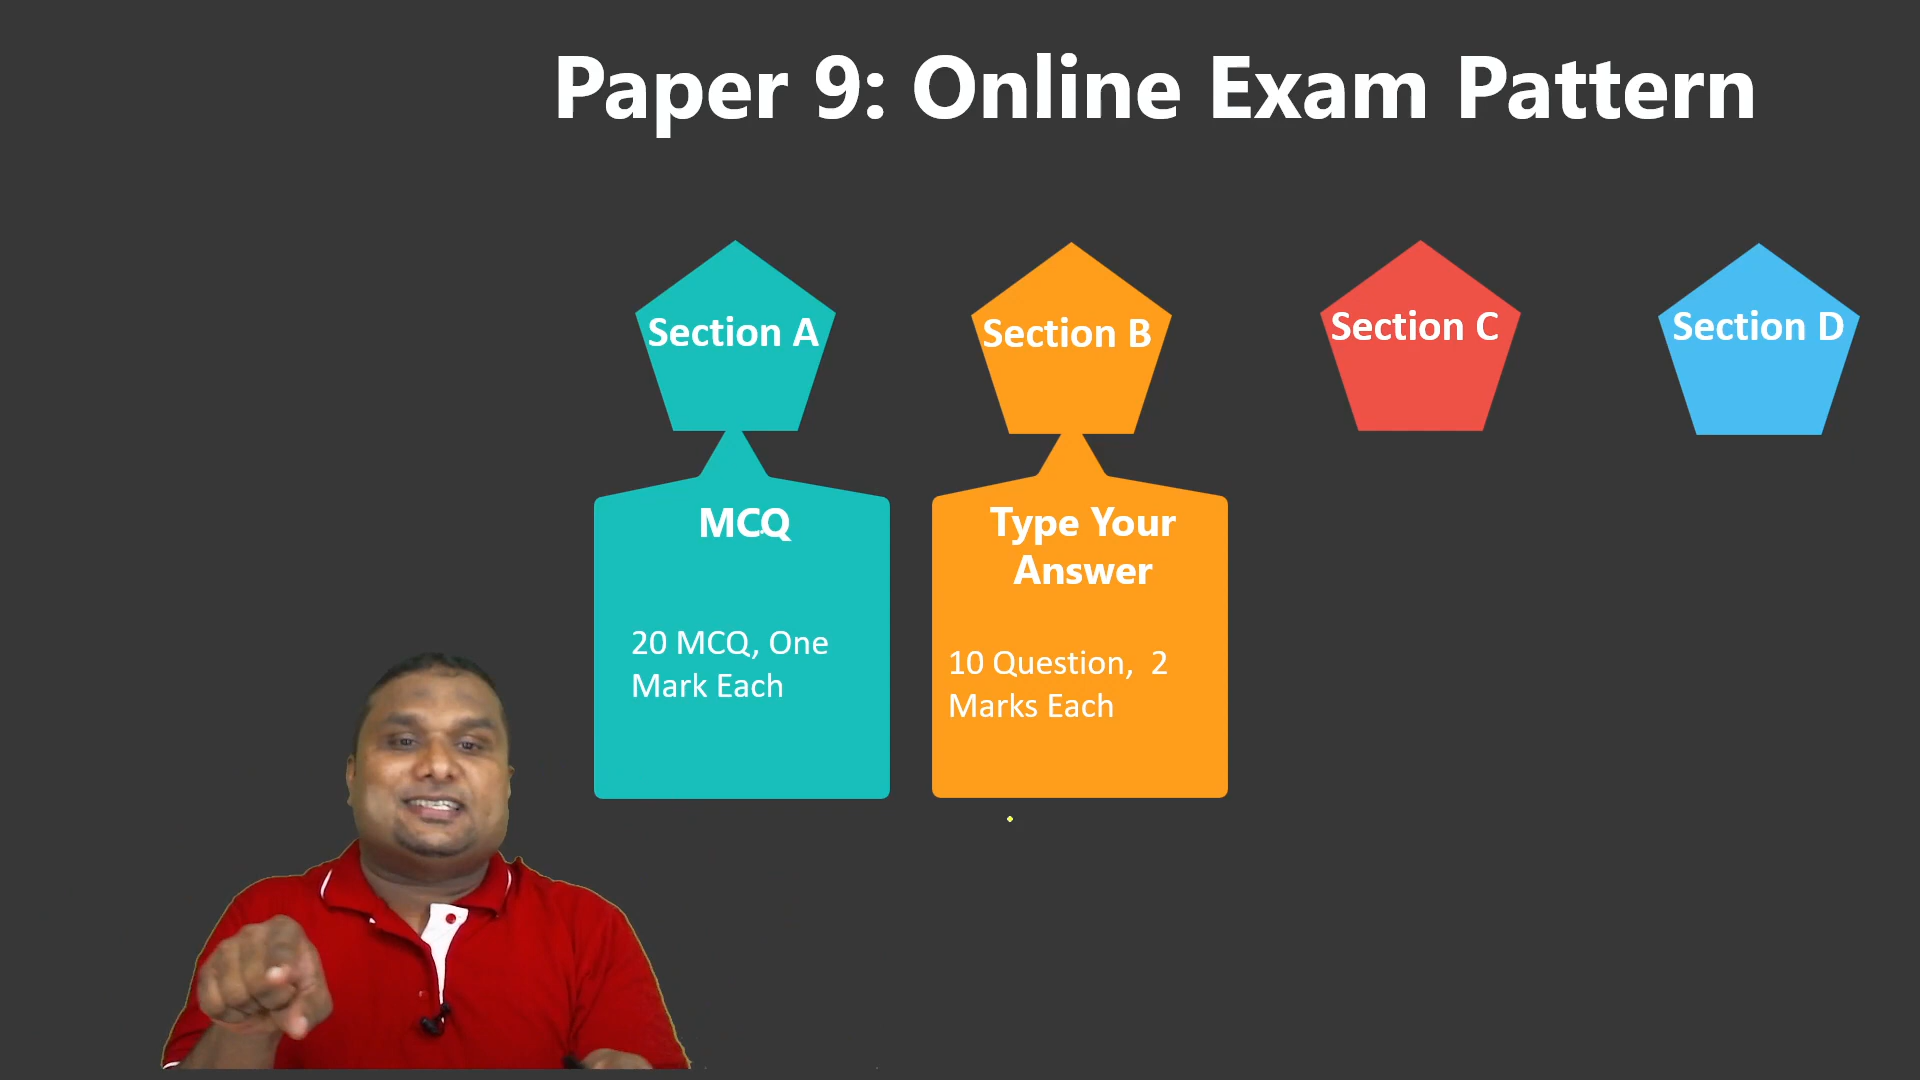 Paper 9: Online Exam Pattern
Section A
Section B
Section C
Section D
MCQ
20 MCQ, One
Mark Each
Type Your
Answer
10 Question, 2
Marks Each